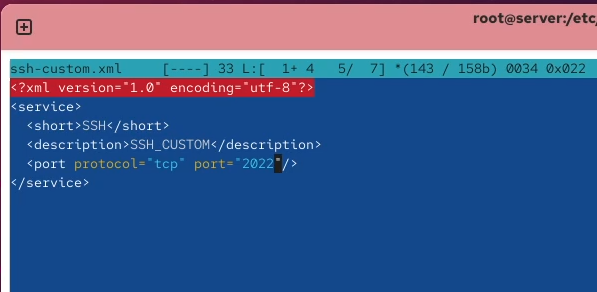 root@server:/etc/
ssh-custom.xml [----] 33 L:[ 1+ 4 5/ 7] *(143 / 158b) 0034 0x022
<?xml version="1.0" encoding="utf-8"?>
<service>
<short>SSH</short>
<description>SSH_CUSTOM</description>
<port protocol="tcp" port="2022"/>
</service>